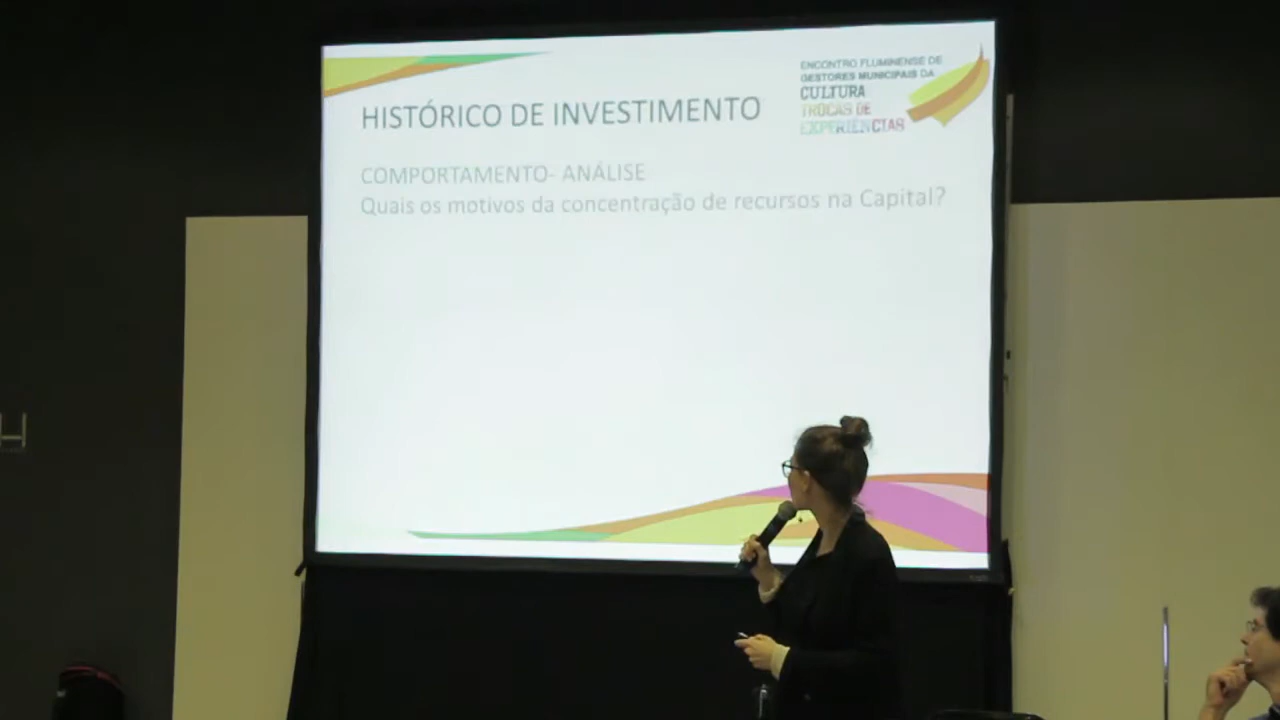 ENCONTRO FLUMINENSE DE
GESTORES MUNICIPAIS DA
CULTURA
TROCAS DE
EXPERIÊNCIAS
HISTÓRICO DE INVESTIMENTO
COMPORTAMENTO- ANÁLISE
Quais os motivos da concentração de recursos na Capital?
H